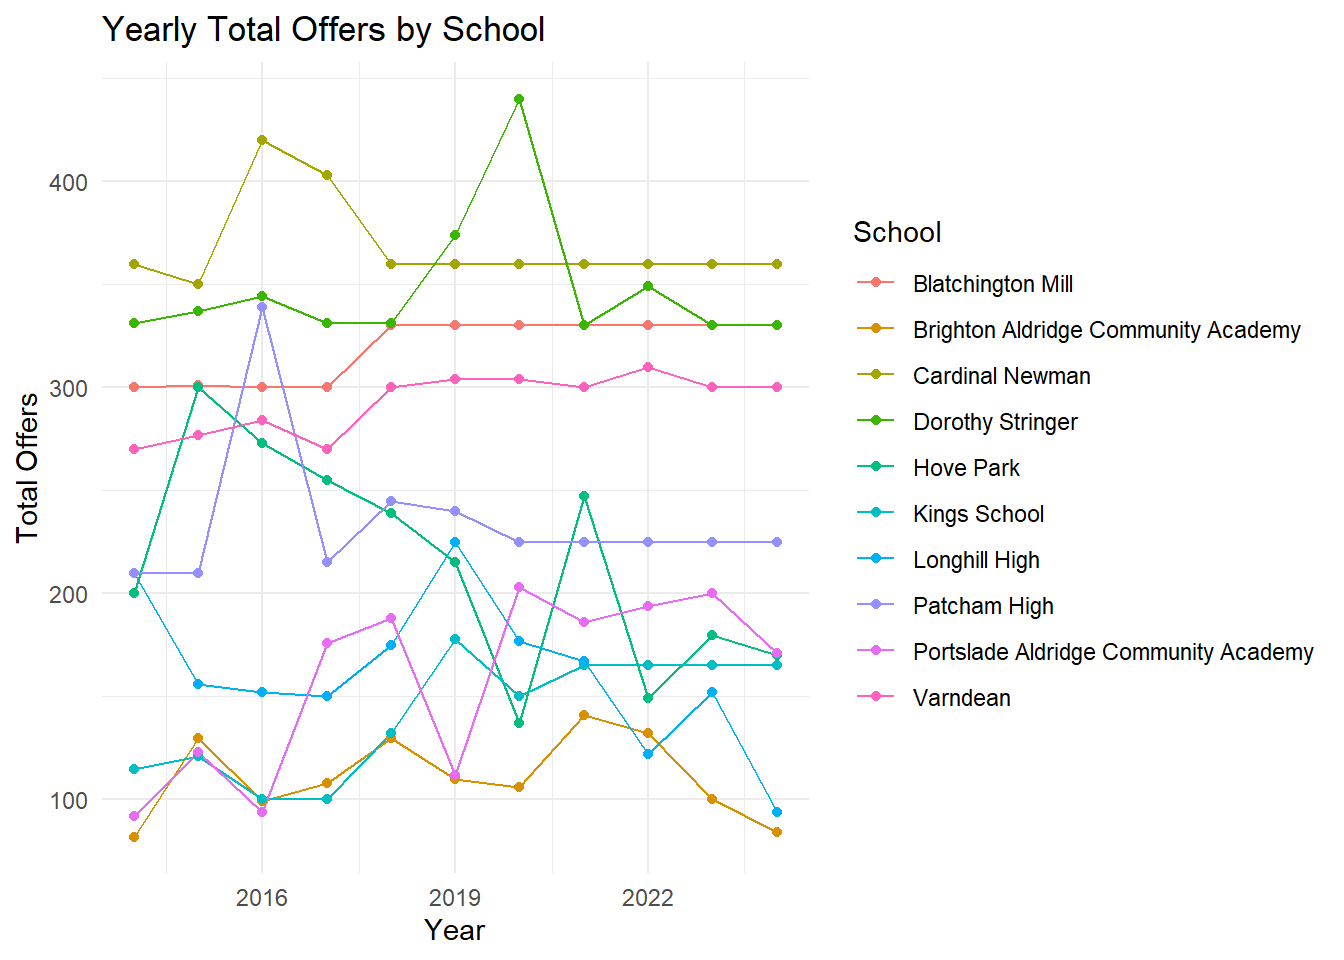 Yearly Total Offers by School
400
300
200
100
Total Offers
2016
2019
2022
Year
School
Blatchington Mill
Brighton Aldridge Community Academy
Cardinal Newman
Dorothy Stringer
Hove Park
Kings School
Longhill High
Patcham High
Portslade Aldridge Community Academy
Varndean